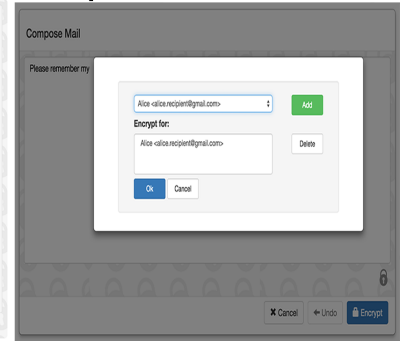 Compose Mail
Please remember my
Alice <alice.recipient@gmail.com>
Add
Encrypt for:
Alice <alice.recipient@gmail.com>
Delete
Ok
Cancel
Cancel
Undo
Encrypt